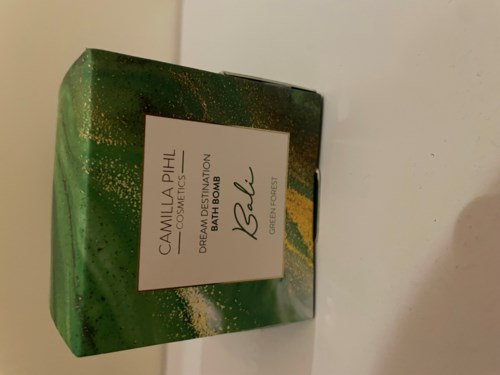 CAMILLA PIHL
COSMETICS
DREAM DESTINATION
BATH BOMB
Bali
GREEN FOREST